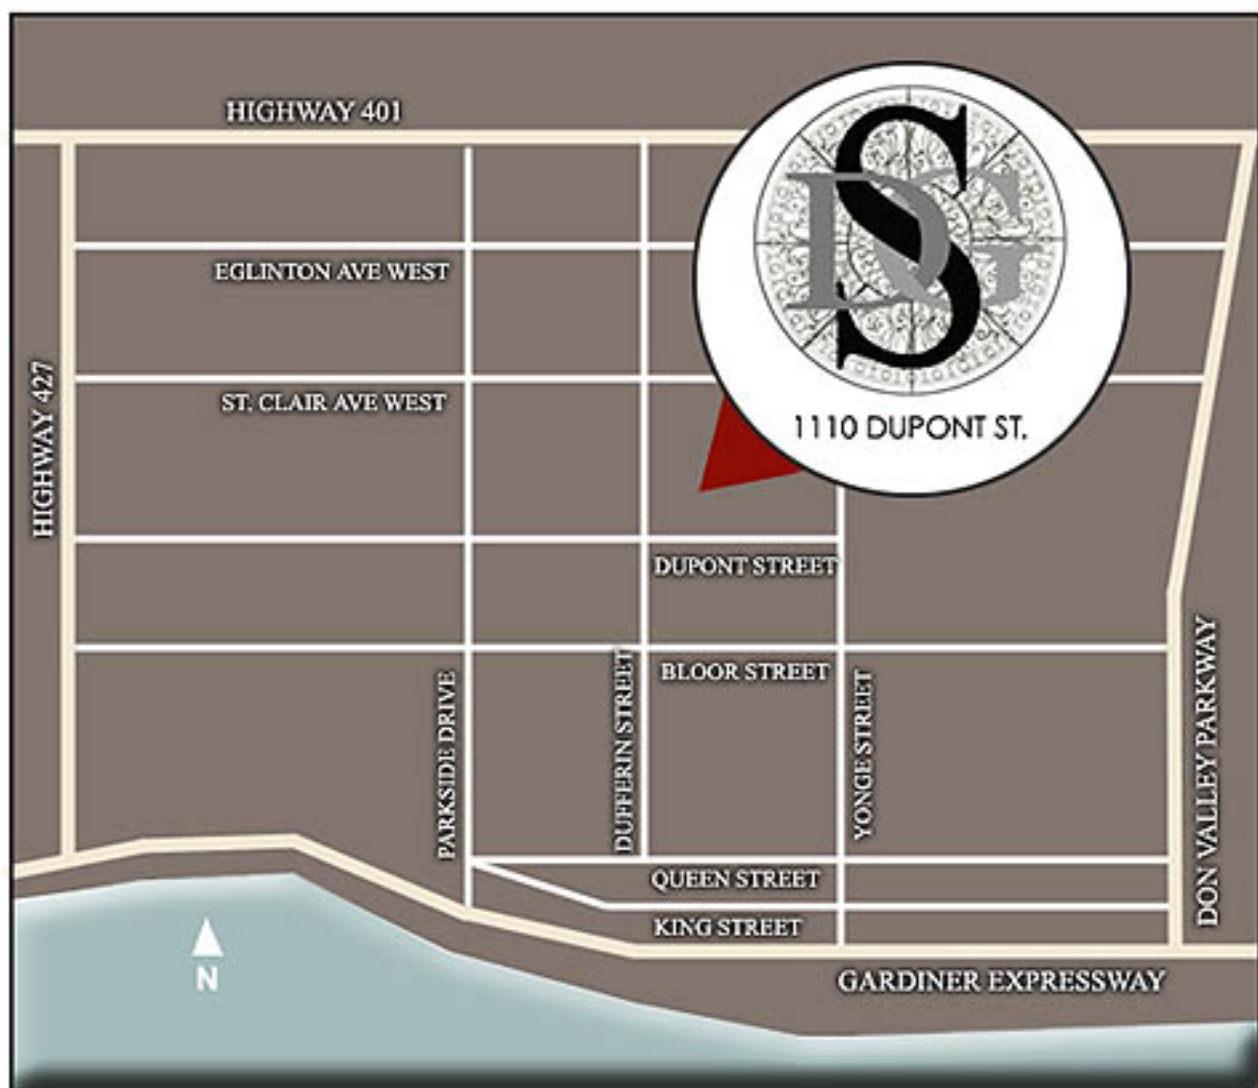 HIGHWAY 401
EGLINTON AVE WEST
ST. CLAIR AVE WEST
HIGHWAY 427
SDG
1110 DUPONT ST.
DUPONT STREET
BLOOR STREET
PARKSIDE DRIVE
DUFFERIN STREET
YONGE STREET
DON VALLEY PARKWAY
QUEEN STREET
KING STREET
GARDINER EXPRESSWAY
N